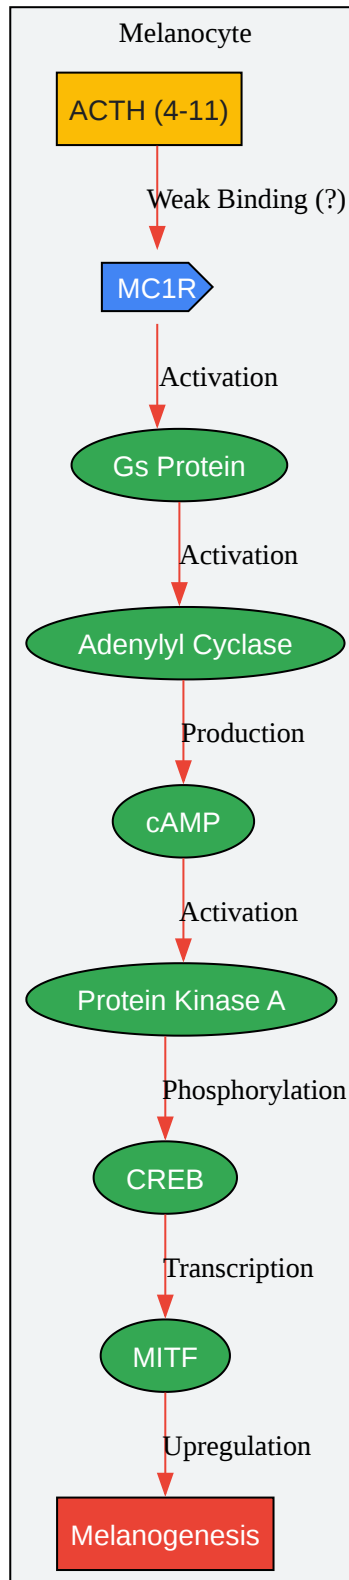 Melanocyte
ACTH (4-11)
Weak Binding (?)
MC1R
Activation
Gs Protein
Activation
Adenylyl Cyclase
Production
cAMP
Activation
Protein Kinase A
Phosphorylation
CREB
Transcription
MITF
Upregulation
Melanogenesis